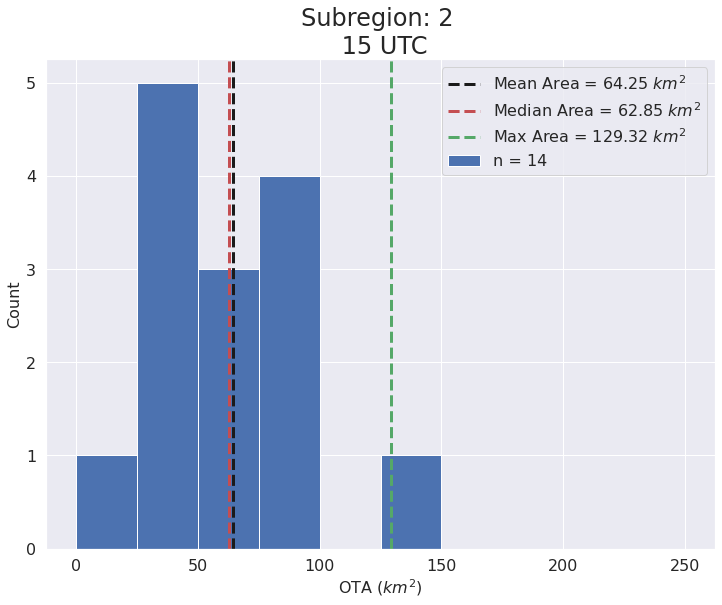 Subregion: 2
15 UTC
Mean Area = 64.25 km²
Median Area = 62.85 km²
Max Area = 129.32 km²
n = 14
5
4
3
2
1
0
Count
0 50 100 150 200 250
OTA (km²)